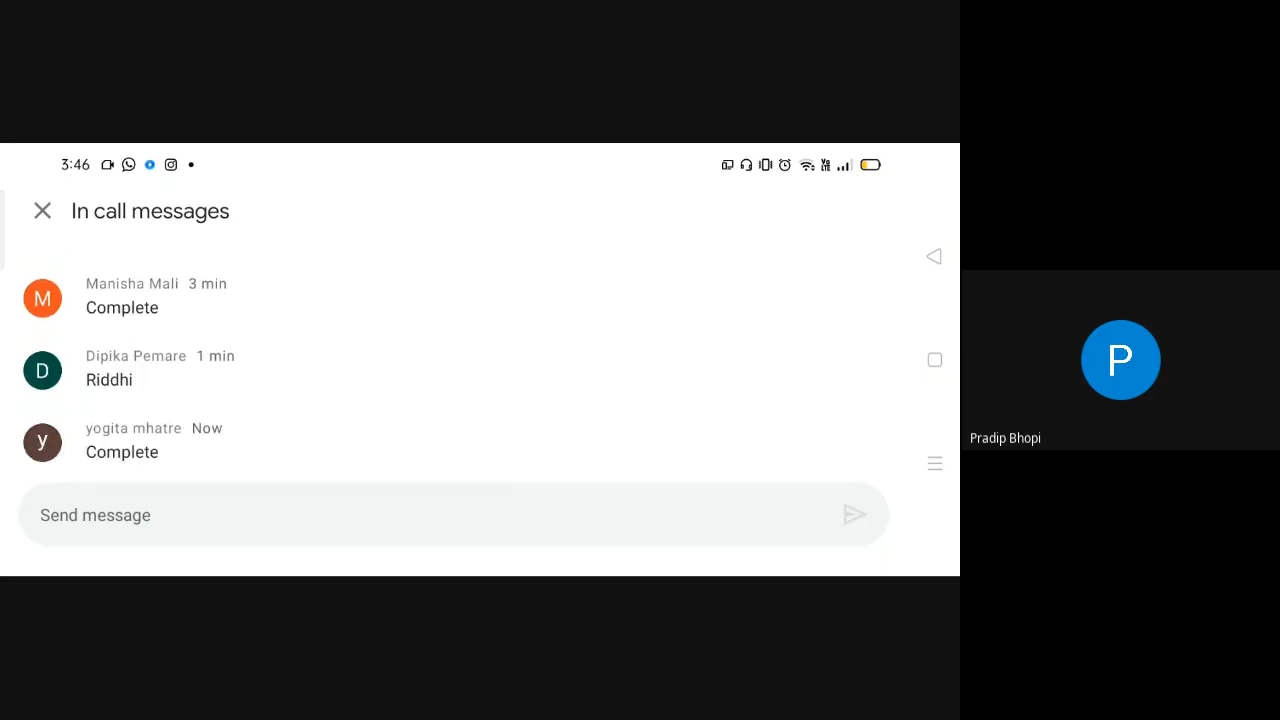 3:46
In call messages
M
Manisha Mali 3 min
Complete
D
Dipika Pemare 1 min
Riddhi
y
yogita mhatre Now
Complete
Send message
P
Pradip Bhopi